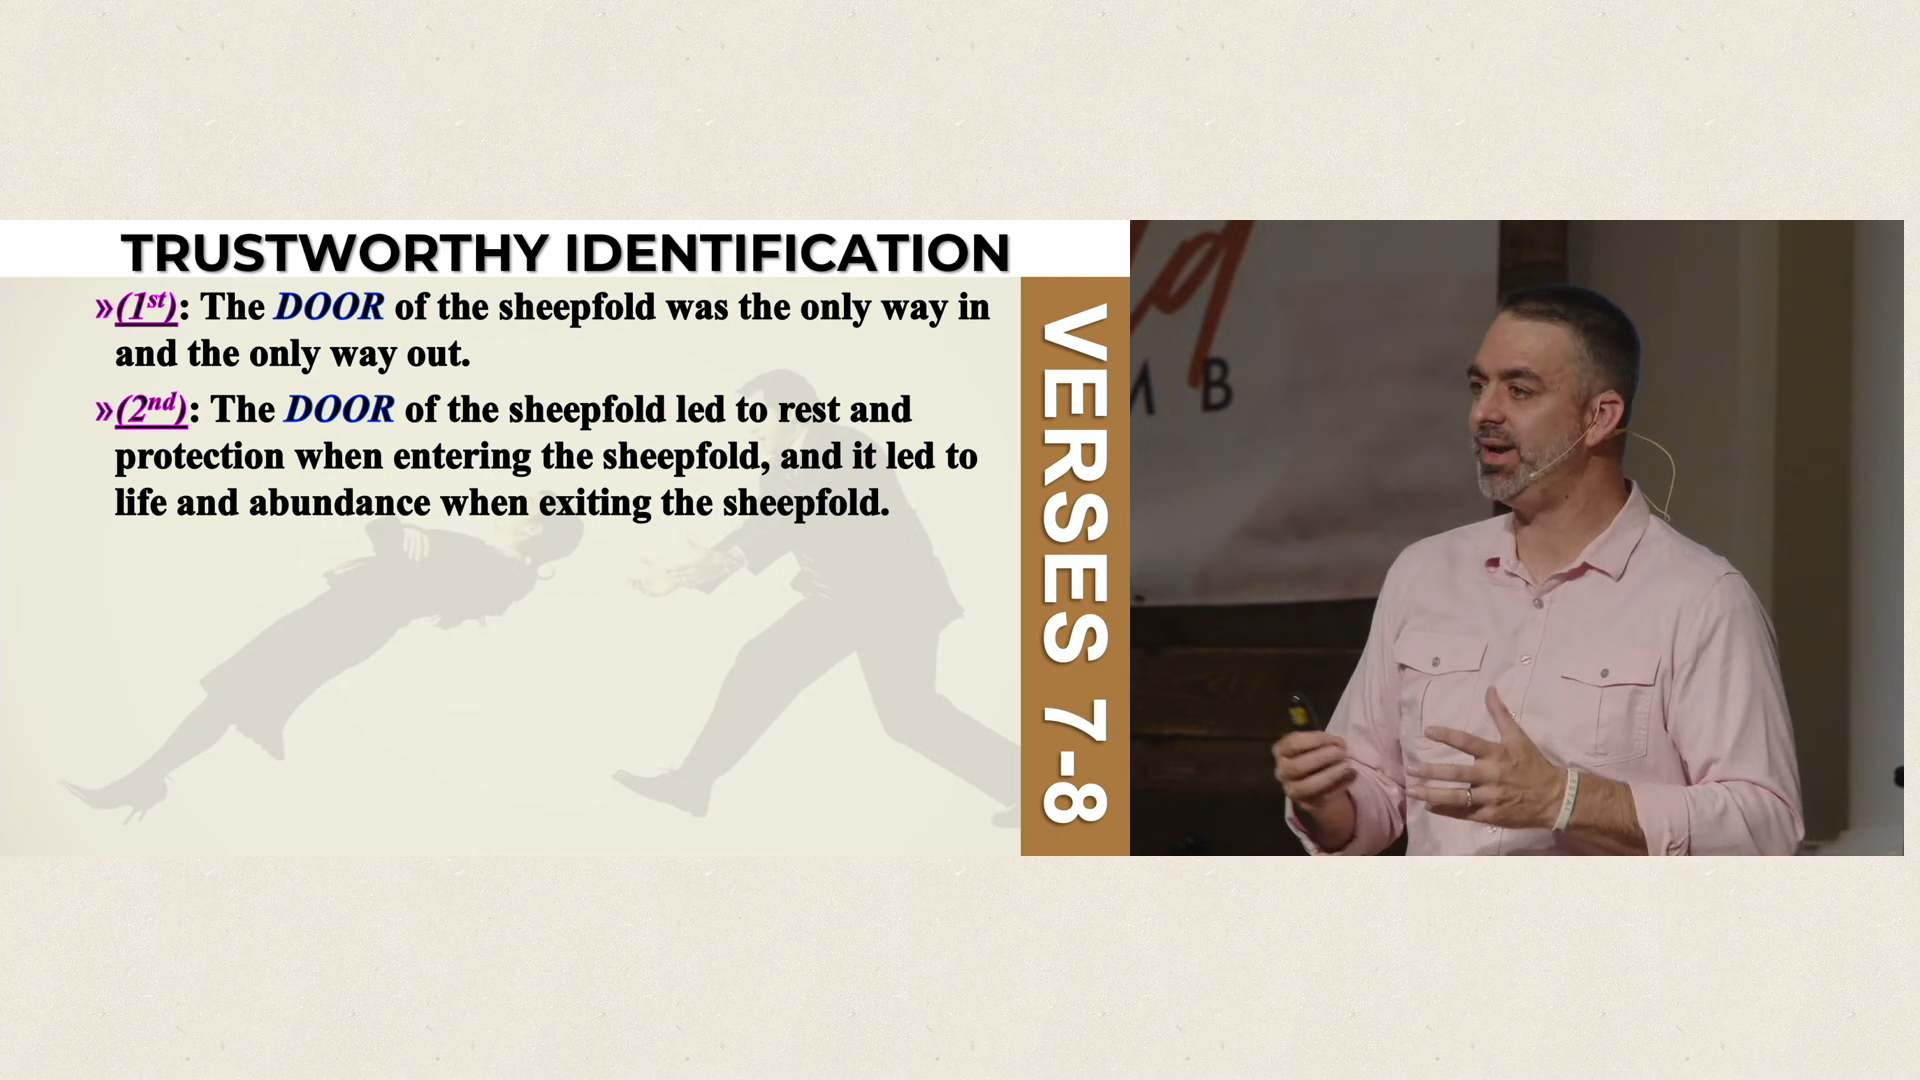 TRUSTWORTHY IDENTIFICATION
»(1st): The DOOR of the sheepfold was the only way in
and the only way out.
»(2nd): The DOOR of the sheepfold led to rest and
protection when entering the sheepfold, and it led to
life and abundance when exiting the sheepfold.
VERSES 7-8
M B